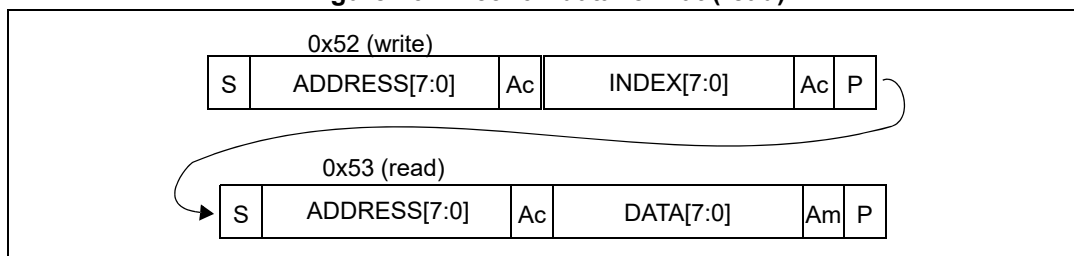 0x52 (write)
S ADDRESS[7:0] Ac INDEX[7:0] Ac P
0x53 (read)
S ADDRESS[7:0] Ac DATA[7:0] Am P